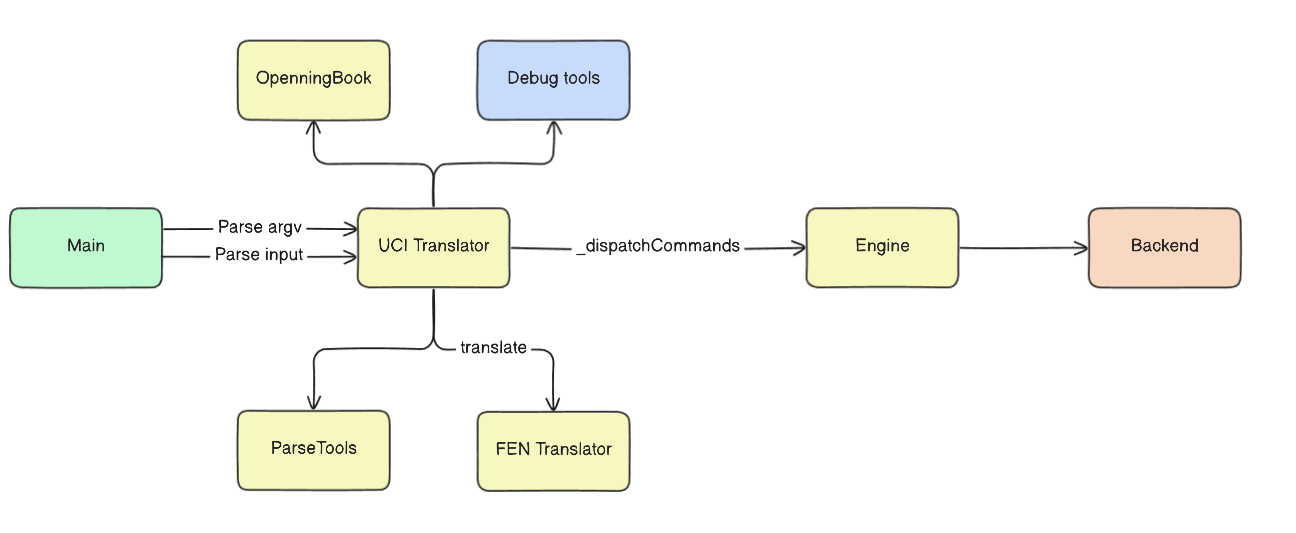 OpenningBook
Debug tools
Main
Parse argv
Parse input
UCI Translator
_dispatchCommands
Engine
Backend
translate
ParseTools
FEN Translator